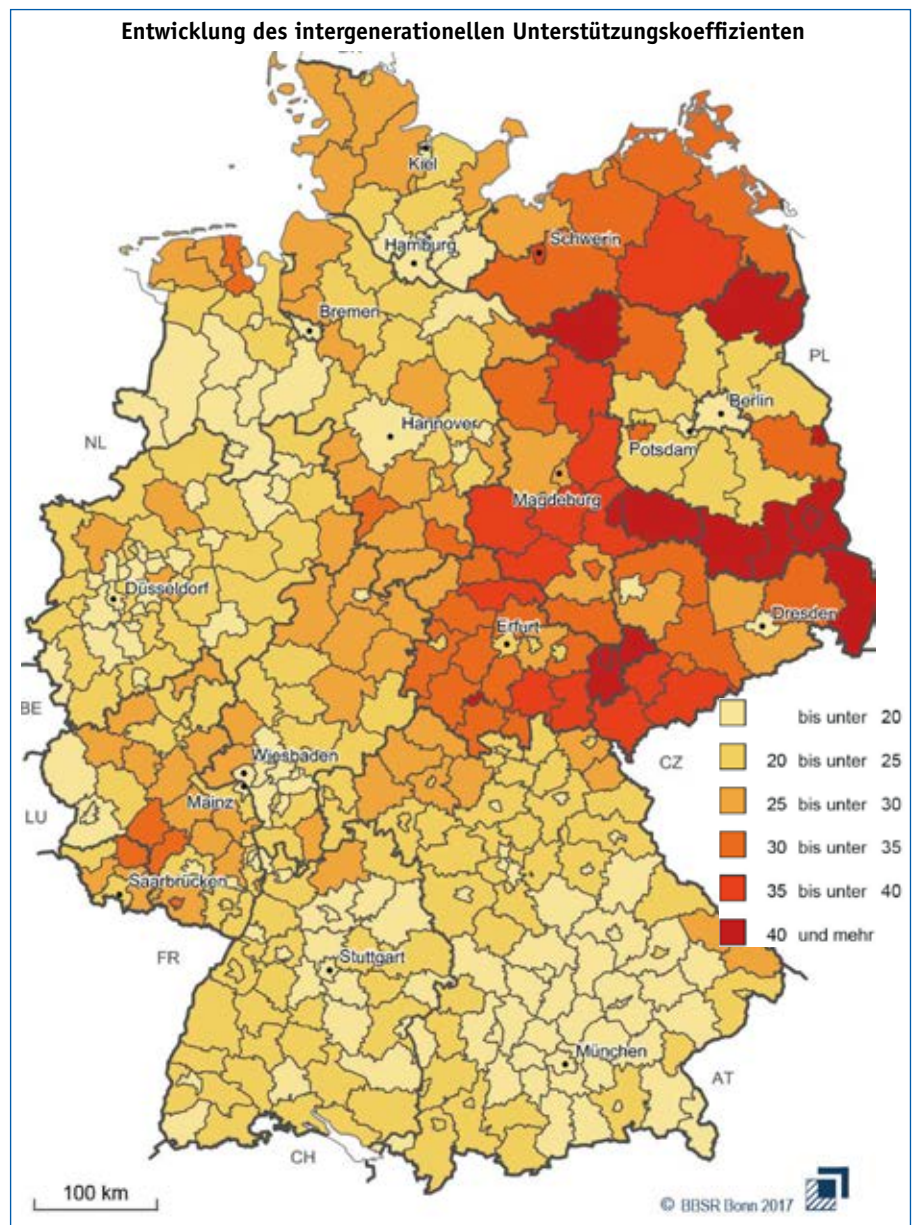 Entwicklung des intergenerationellen Unterstützungskoeffizienten
Kiel
Hamburg
Schwerin
Bremen
PL
Berlin
Hannover
NL
Potsdam
Magdeburg
Düsseldorf
Dresden
Erfurt
BE
bis unter 20
Wiesbaden
20 bis unter 25
CZ
Mainz
25 bis unter 30
LU
30 bis unter 35
Saarbrücken
35 bis unter 40
40 und mehr
FR
Stuttgart
München
AT
CH
100 km
© BBSR Bonn 2017